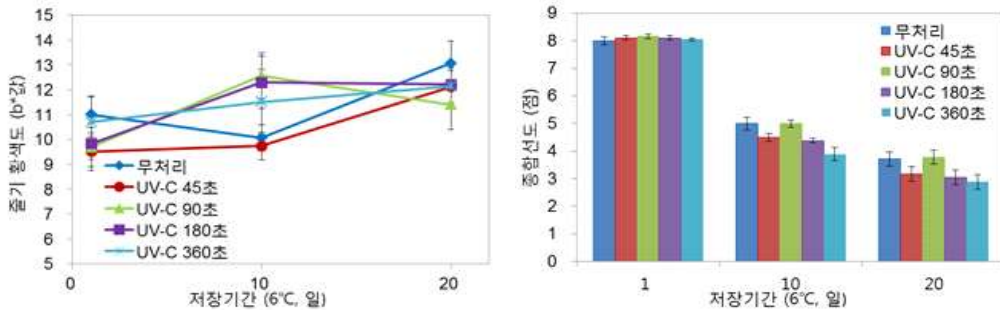 줄기 황색도 (b*값)
15
14
13
12
11
10
9
8
7
6
5
무처리
UV-C 45초
UV-C 90초
UV-C 180초
UV-C 360초
0
10
20
저장기간 (6℃, 일)
종합선도 (점)
9
8
7
6
5
4
3
2
1
0
무처리
UV-C 45초
UV-C 90초
UV-C 180초
UV-C 360초
1
10
20
저장기간 (6℃, 일)